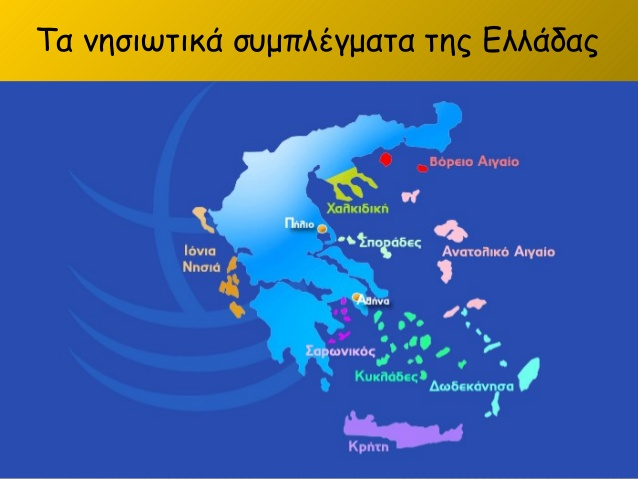 Τα νησιωτικά συμπλέγματα της Ελλάδας
Βόρειο Αιγαίο
Χαλκιδική
Πήλιο
Σποράδες
Ιόνια
Νησιά
Ανατολικό Αιγαίο
Αθήνα
Σαρωνικός
Κυκλάδες
Δωδεκάνησα
Κρήτη